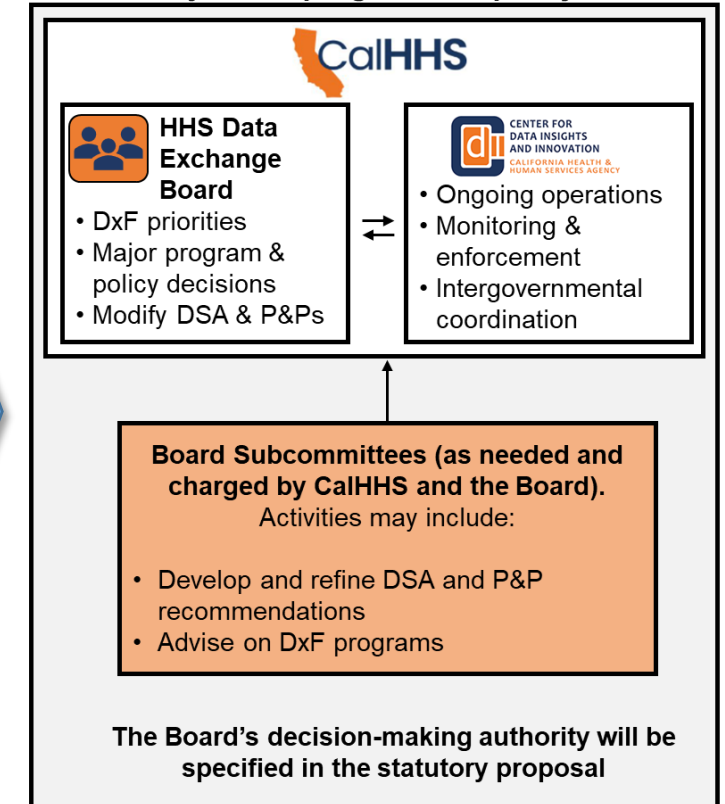 CalHHS
HHS Data
Exchange
Board
• DxF priorities
• Major program &
policy decisions
• Modify DSA & P&Ps
CENTER FOR
DATA INSIGHTS
AND INNOVATION
CALIFORNIA HEALTH &
HUMAN SERVICES AGENCY
• Ongoing operations
• Monitoring &
enforcement
• Intergovernmental
coordination
Board Subcommittees (as needed and
charged by CalHHS and the Board).
Activities may include:
• Develop and refine DSA and P&P
recommendations
• Advise on DxF programs
The Board's decision-making authority will be
specified in the statutory proposal